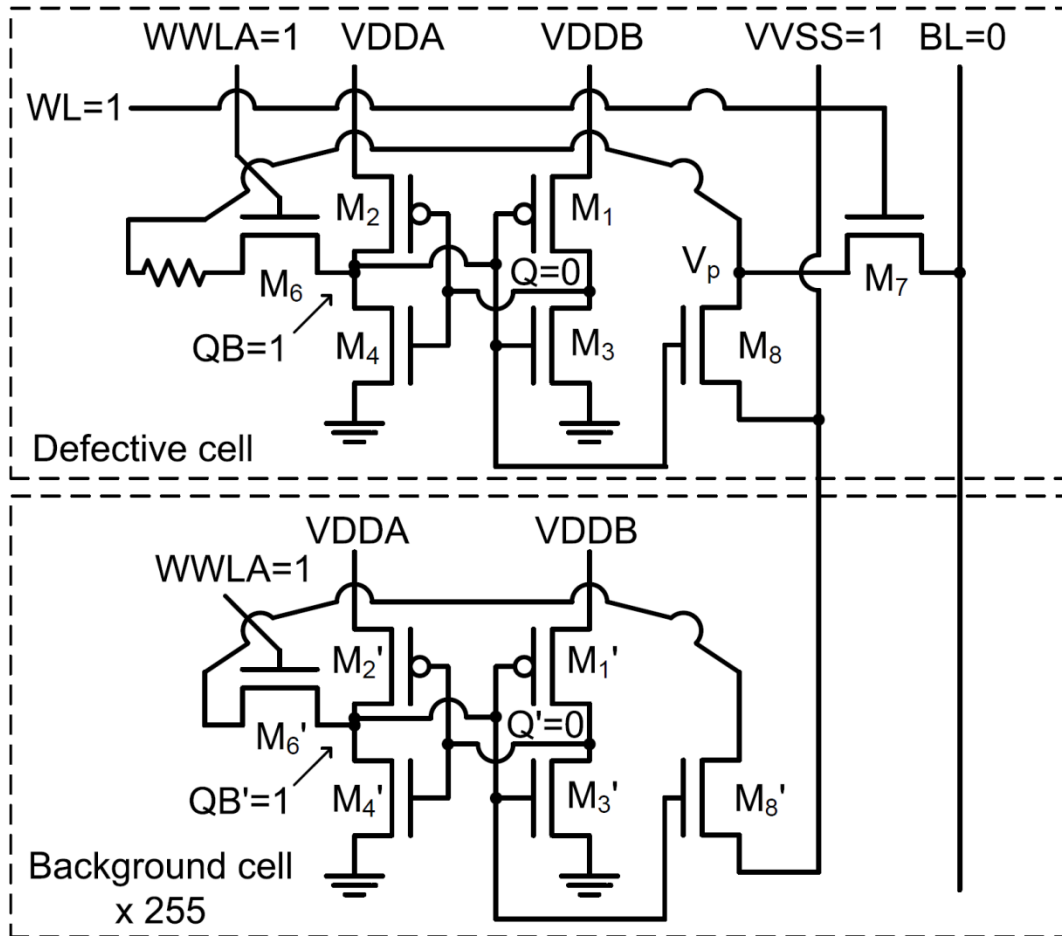 WWLA=1 VDDA VDDB VVSS=1 BL=0
WL=1
M2 M1
M6 Q=0 Vp M7
QB=1 M4 M3 M8
Defective cell
VDDA VDDB
WWLA=1
M2' M1'
M6' Q'=0
QB'=1 M4' M3' M8'
Background cell
x 255